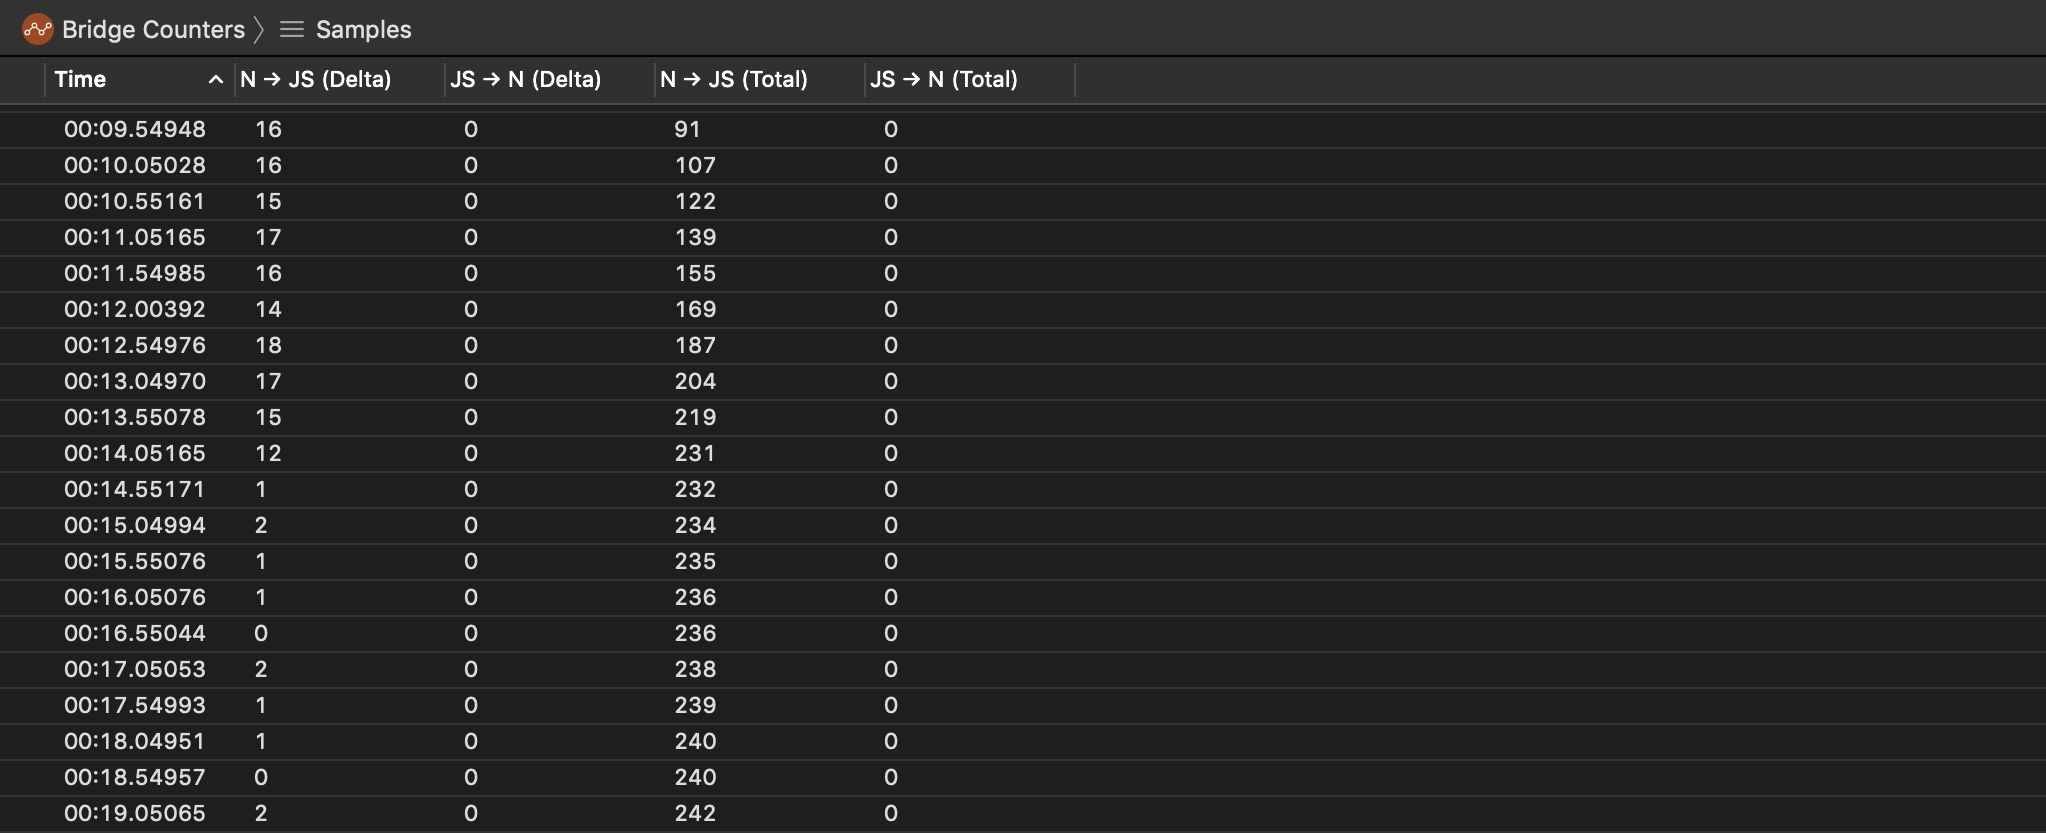 Bridge Counters Samples
Time N → JS (Delta) JS → N (Delta) N → JS (Total) JS → N (Total)
00:09.54948 16 0 91 0
00:10.05028 16 0 107 0
00:10.55161 15 0 122 0
00:11.05165 17 0 139 0
00:11.54985 16 0 155 0
00:12.00392 14 0 169 0
00:12.54976 18 0 187 0
00:13.04970 17 0 204 0
00:13.55078 15 0 219 0
00:14.05165 12 0 231 0
00:14.55171 1 0 232 0
00:15.04994 2 0 234 0
00:15.55076 1 0 235 0
00:16.05076 1 0 236 0
00:16.55044 0 0 236 0
00:17.05053 2 0 238 0
00:17.54993 1 0 239 0
00:18.04951 1 0 240 0
00:18.54957 0 0 240 0
00:19.05065 2 0 242 0